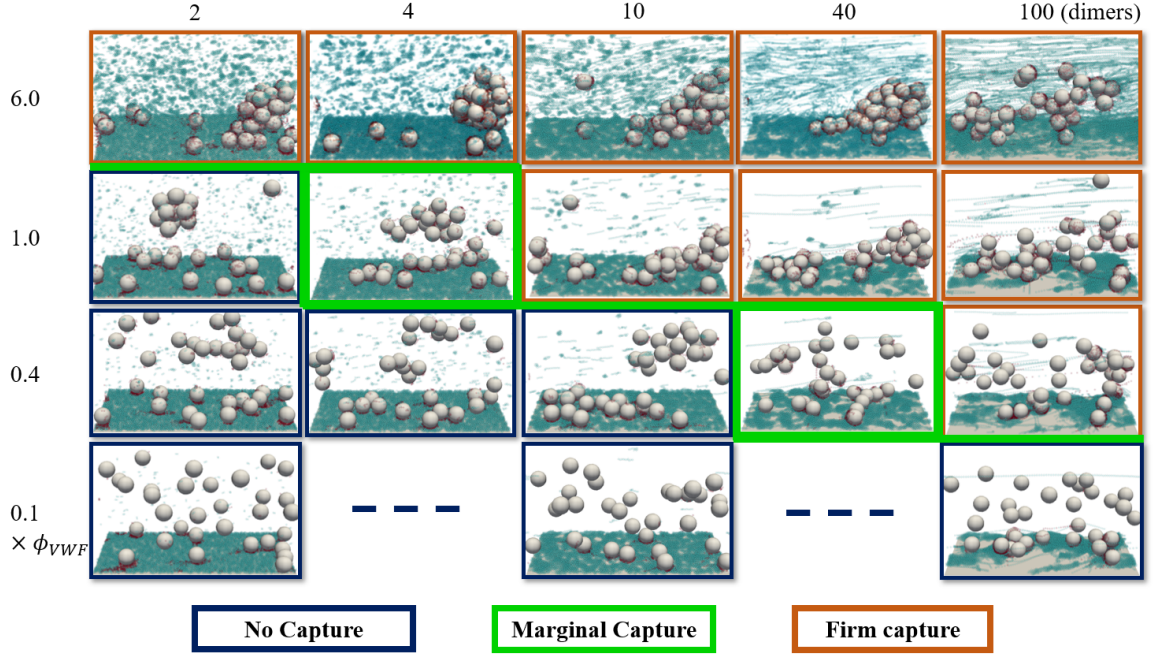 2 4 10 40 100 (dimers)
6.0
1.0
0.4
0.1
× ϕVWF
No Capture Marginal Capture Firm capture